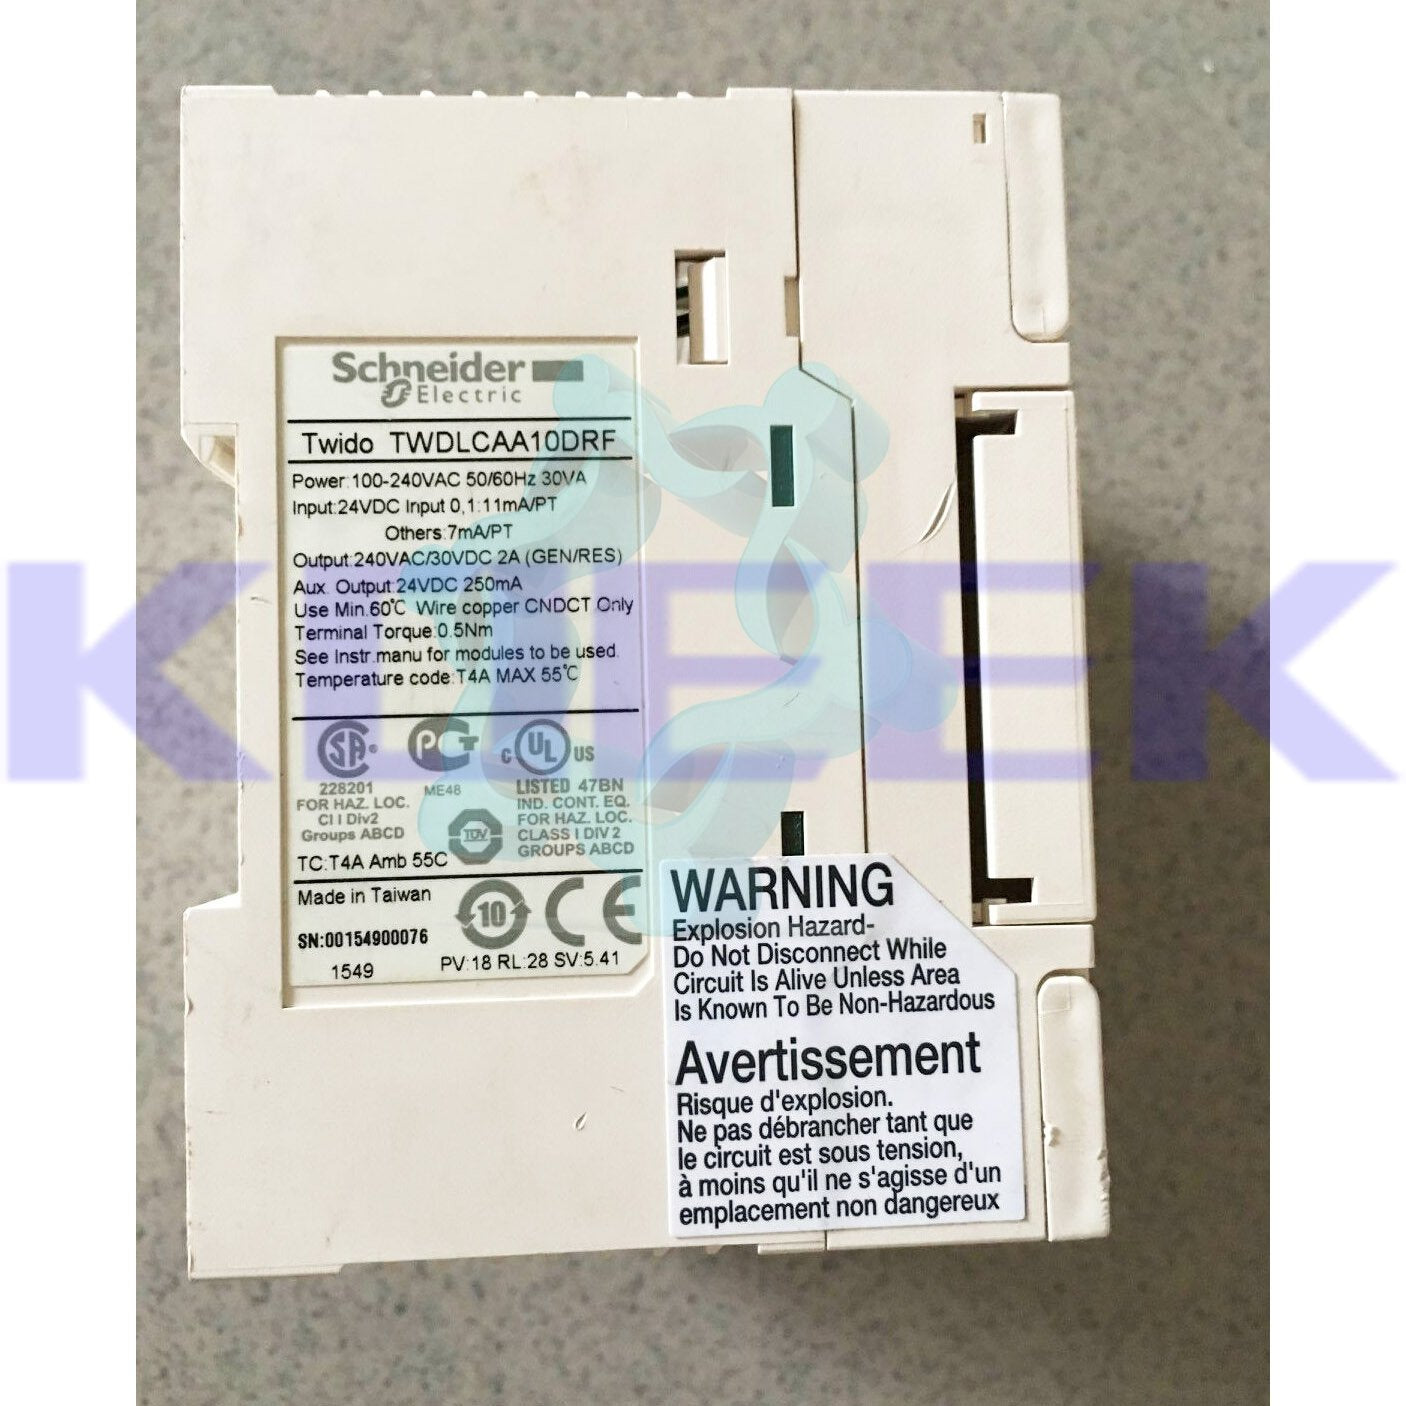 Schneider
Electric
Twido TWDLCAA10DRF
Power:100-240VAC 50/60Hz 30VA
Input:24VDC Input 0,1:11mA/PT
Others:7mA/PT
Output:240VAC/30VDC 2A (GEN/RES)
Aux. Output:24VDC 250mA
Use Min.60℃ Wire copper CNDCT Only
Terminal Torque:0.5Nm
See Instr.manu for modules to be used.
Temperature code:T4A MAX 55℃
SA
228201
FOR HAZ. LOC.
Cl I Div2
Groups ABCD
PCT
ME48
c UL US
LISTED 47BN
IND. CONT. EQ.
FOR HAZ. LOC.
CLASS I DIV 2
GROUPS ABCD
TÜV
TC:T4A Amb 55C
Made in Taiwan
10 CE
SN:00154900076
1549
PV:18 RL:28 SV:5.41
WARNING
Explosion Hazard-
Do Not Disconnect While
Circuit Is Alive Unless Area
Is Known To Be Non-Hazardous
Avertissement
Risque d'explosion.
Ne pas débrancher tant que
le circuit est sous tension,
à moins qu'il ne s'agisse d'un
emplacement non dangereux